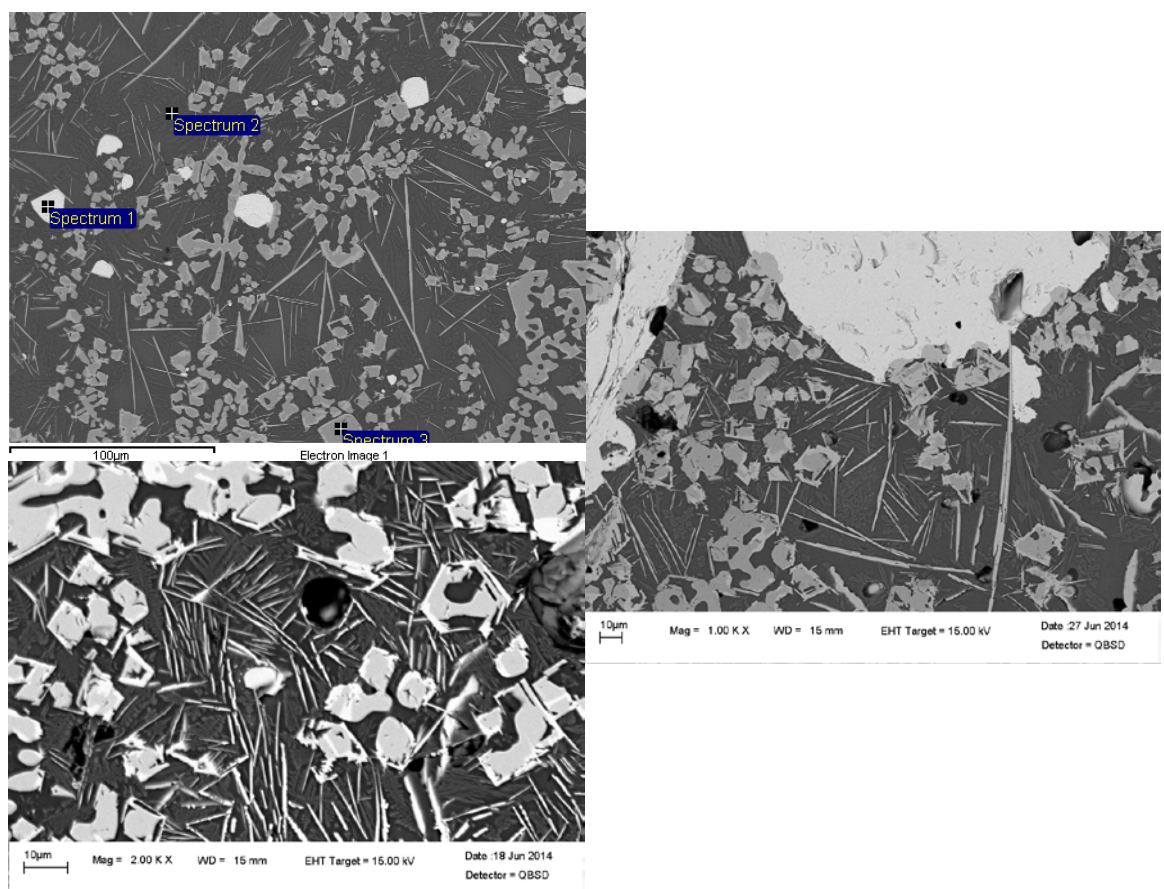 Spectrum 2
Spectrum 1
Spectrum 3
100µm Electron Image 1
10µm Mag = 1.00 K X WD = 15 mm EHT Target = 15.00 kV Date :27 Jun 2014
Detector = QBSD
10µm Mag = 2.00 K X WD = 15 mm EHT Target = 15.00 kV Date :18 Jun 2014
Detector = QBSD